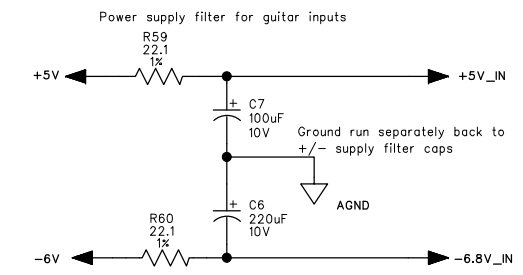 Power supply filter for guitar inputs
R59
22.1
1%
+5V
+5V_IN
+
C7
100uF
10V
Ground run separately back to
+/- supply filter caps
AGND
+
C6
220uF
10V
R60
22.1
1%
-6V
-6.8V_IN